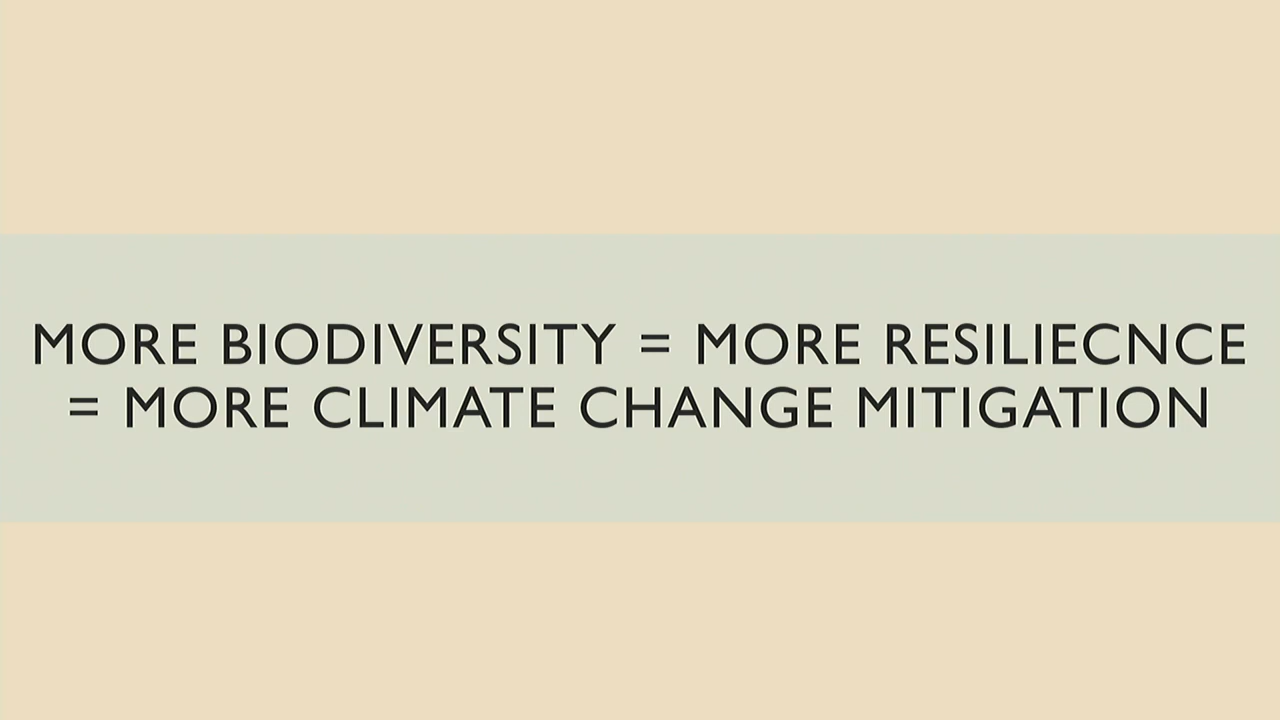 MORE BIODIVERSITY = MORE RESILIECNCE
= MORE CLIMATE CHANGE MITIGATION